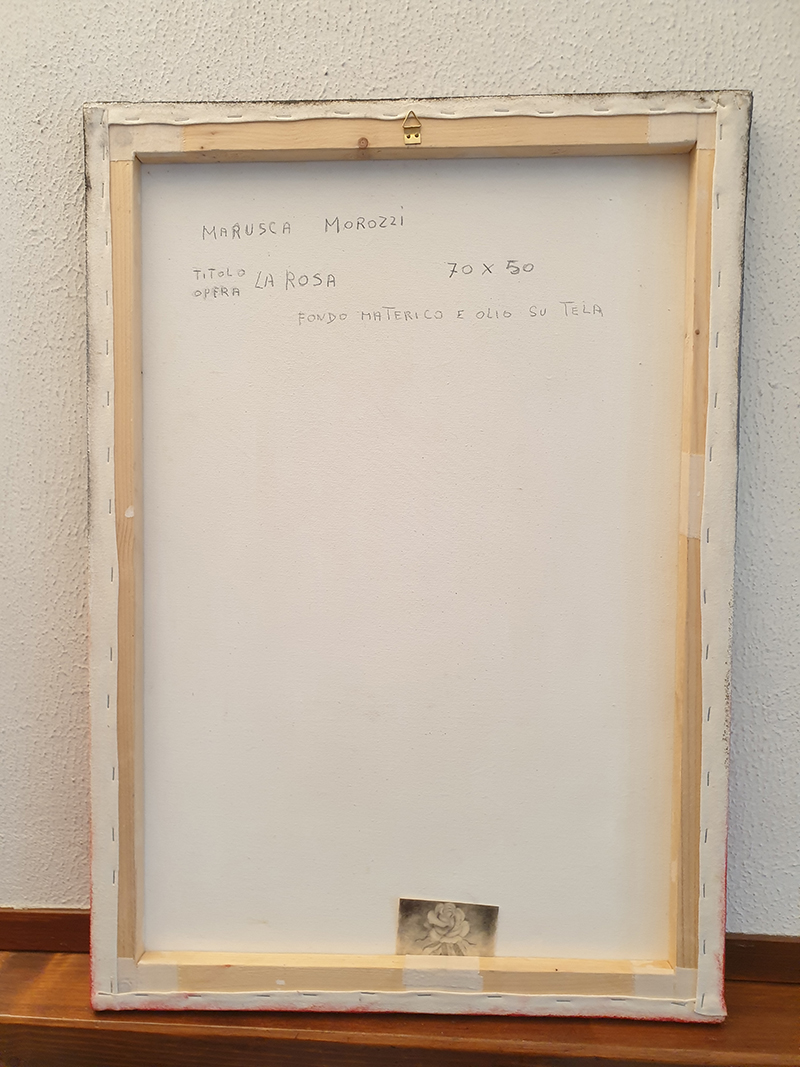 MARUSCA MOROZZI
TITOLO OPERA LA ROSA 70 X 50
FONDO MATERICO E OLIO SU TELA